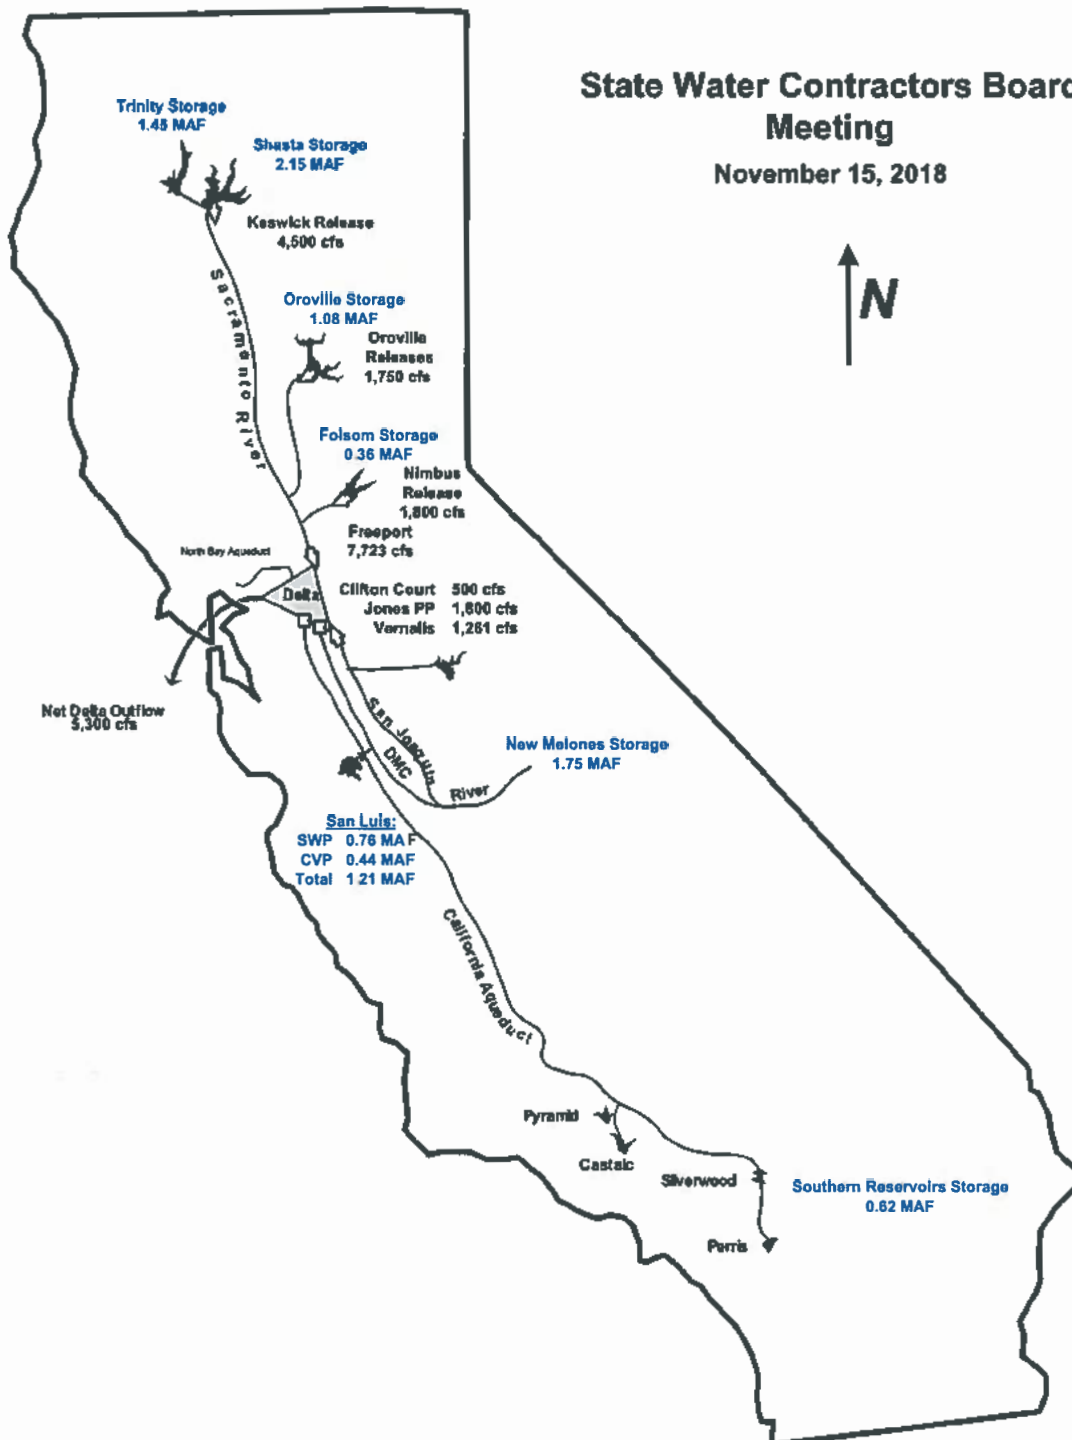 State Water Contractors Board
Meeting
November 15, 2018
N
Trinity Storage
1.45 MAF
Shasta Storage
2.15 MAF
Keswick Release
4,500 cfs
Sacramento River
Oroville Storage
1.08 MAF
Oroville
Releases
1,750 cfs
Folsom Storage
0.36 MAF
Nimbus
Release
1,800 cfs
Freeport
7,723 cfs
North Bay Aqueduct
Delta
Clifton Court 500 cfs
Jones PP 1,800 cfs
Vernalis 1,261 cfs
Net Delta Outflow
5,300 cfs
San Joaquin River
DMC
New Melones Storage
1.75 MAF
San Luis:
SWP 0.76 MAF
CVP 0.44 MAF
Total 1.21 MAF
California Aqueduct
Pyramid
Castaic
Silverwood
Southern Reservoirs Storage
0.62 MAF
Perris